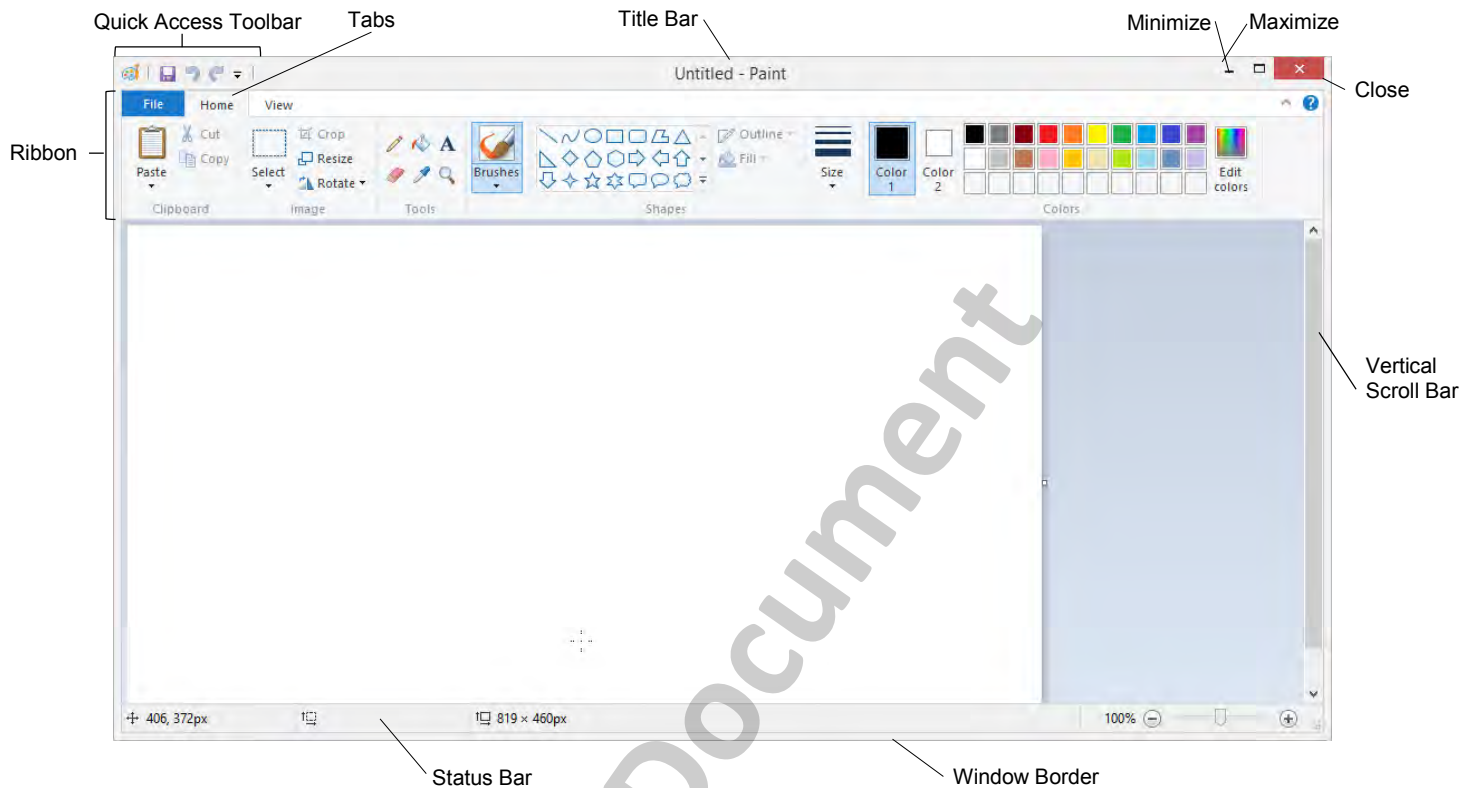 Quick Access Toolbar
Tabs
Title Bar
Minimize
Maximize
Untitled - Paint
Close
File Home View
Ribbon
Paste
Cut
Copy
Clipboard
Select
Crop
Resize
Rotate
Image
A
Tools
Brushes
Outline
Fill
Shapes
Size
Color
1
Color
2
Edit
colors
Colors
Vertical
Scroll Bar
Document
406, 372px
819 × 460px
100%
Status Bar
Window Border